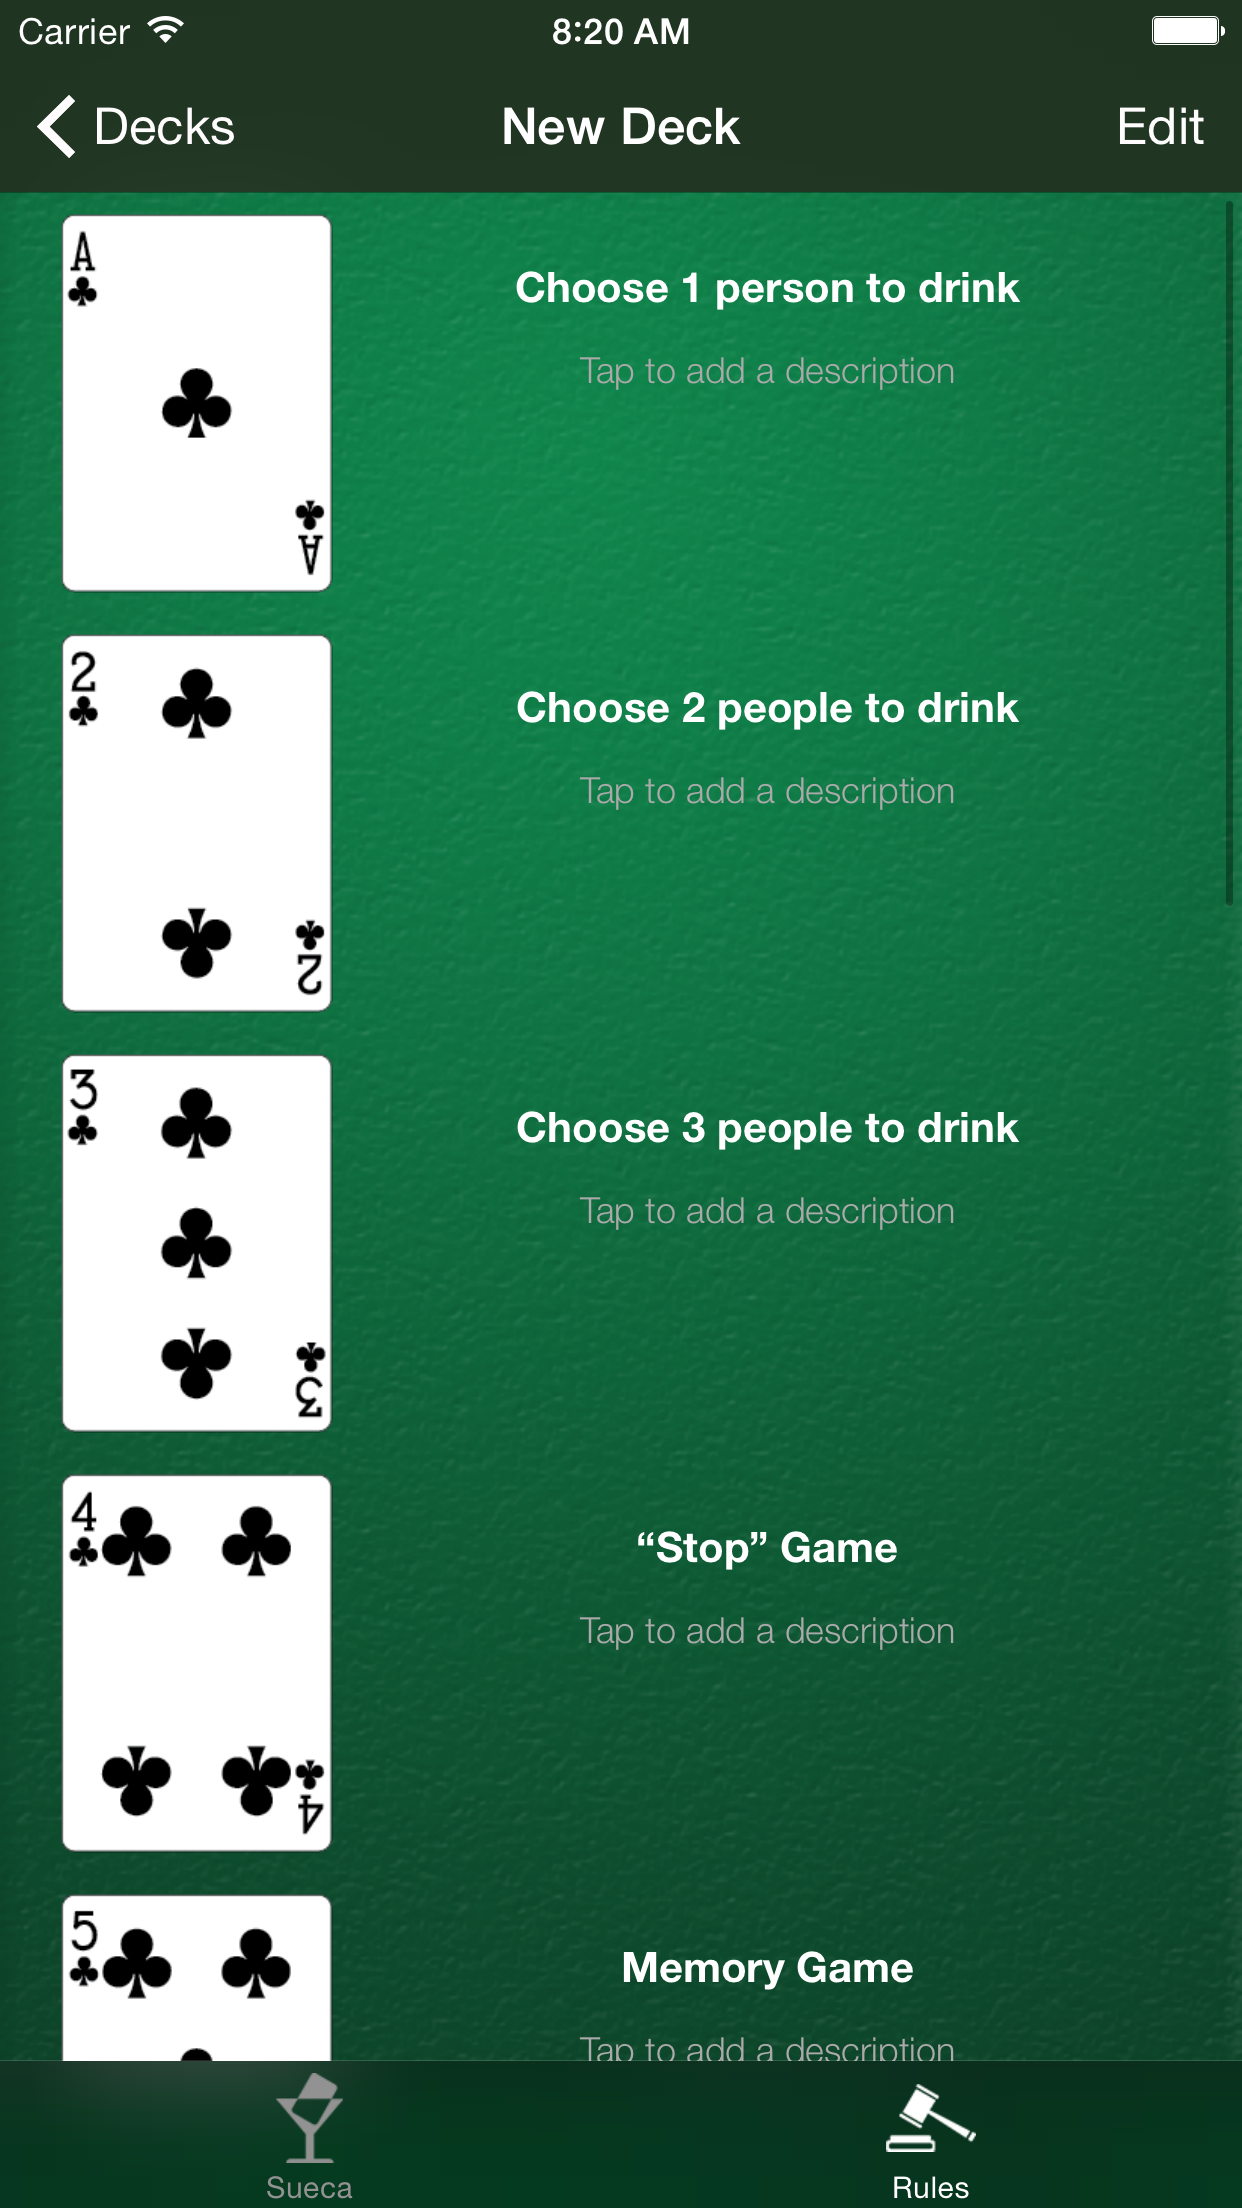 Carrier 8:20 AM
Decks New Deck Edit
A
Choose 1 person to drink
Tap to add a description
A
2
Choose 2 people to drink
Tap to add a description
2
3
Choose 3 people to drink
Tap to add a description
3
4
“Stop” Game
Tap to add a description
4
5
Memory Game
Tap to add a description
Sueca Rules